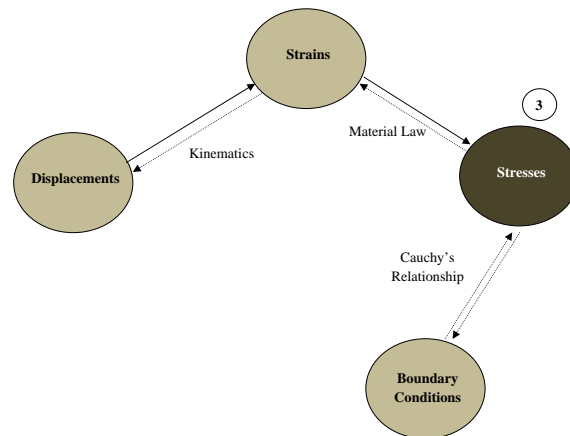 Strains
3
Material Law
Kinematics
Displacements
Stresses
Cauchy's
Relationship
Boundary
Conditions